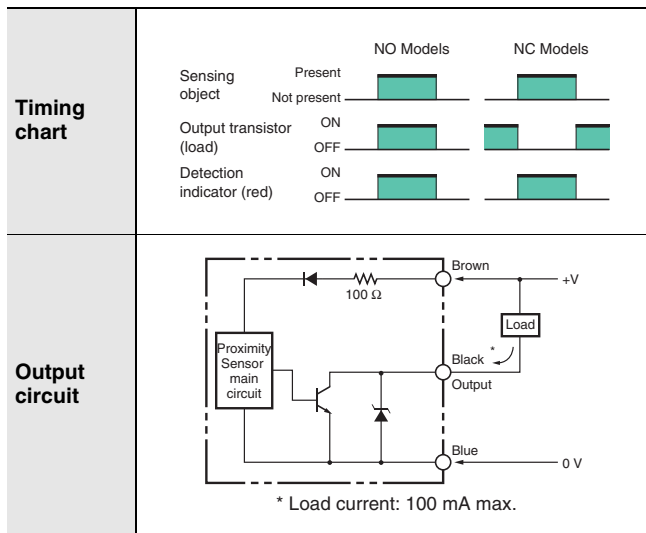 Timing
chart
NO Models
NC Models
Sensing
object
Present
Not present
Output transistor
(load)
ON
OFF
Detection
indicator (red)
ON
OFF
Output
circuit
Proximity
Sensor
main
circuit
100 Ω
Brown
+V
Load
*
Black
Output
Blue
0 V
* Load current: 100 mA max.